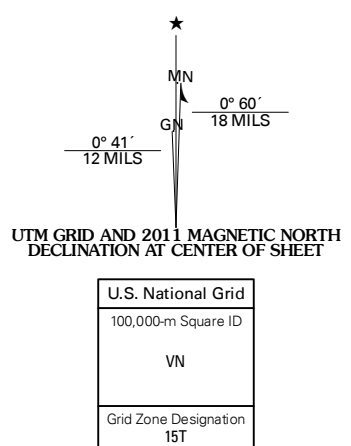 ★
MN
0° 60´
18 MILS
GN
0° 41´
12 MILS
UTM GRID AND 2011 MAGNETIC NORTH
DECLINATION AT CENTER OF SHEET
U.S. National Grid
100,000-m Square ID
VN
Grid Zone Designation
15T